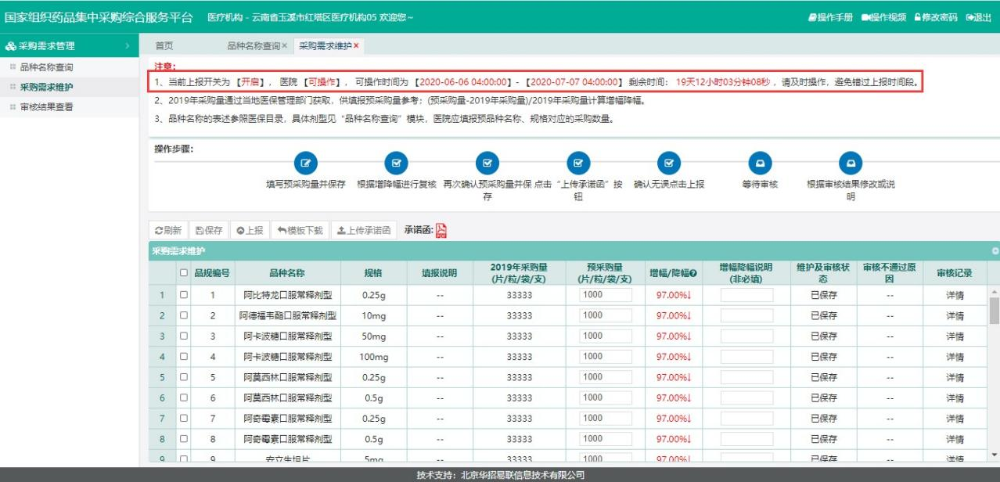 国家组织药品集中采购综合服务平台 医疗机构 - 云南省玉溪市红塔区医疗机构05 欢迎您~ 操作手册 操作视频 修改密码 退出
采购需求管理
品种名称查询
采购需求维护
审核结果查看
首页 品种名称查询× 采购需求维护×
注意:
1、当前上报开关为 【开启】, 医院 【可操作】, 可操作时间为 【2020-06-06 04:00:00】-【2020-07-07 04:00:00】 剩余时间: 19天12小时03分钟08秒 , 请及时操作, 避免错过上报时间段。
2、2019年采购量通过当地医保管理部门获取, 供填报预采购量参考; (预采购量-2019年采购量)/2019年采购量计算增幅降幅。
3、品种名称的表述参照医保目录, 具体剂型见“品种名称查询”模块, 医院应填报预品种名称、规格对应的采购数量。
操作步骤:
填写预采购量并保存
根据增降幅进行复核
再次确认预采购量并保存
点击“上传承诺函”按钮
确认无误点击上报
等待审核
根据审核结果修改或说明
刷新 保存 上报 模板下载 上传承诺函 承诺函:
采购需求维护
品规编号 品种名称 规格 填报说明 2019年采购量(片/粒/袋/支) 预采购量(片/粒/袋/支) 增幅/降幅 增幅降幅说明(非必填) 维护及审核状态 审核不通过原因 审核记录
1 1 阿比特龙口服常释剂型 0.25g -- 33333 1000 97.00%↓ 已保存 -- 详情
2 2 阿德福韦酯口服常释剂型 10mg -- 33333 1000 97.00%↓ 已保存 -- 详情
3 3 阿卡波糖口服常释剂型 50mg -- 33333 1000 97.00%↓ 已保存 -- 详情
4 4 阿卡波糖口服常释剂型 100mg -- 33333 1000 97.00%↓ 已保存 -- 详情
5 5 阿莫西林口服常释剂型 0.25g -- 33333 1000 97.00%↓ 已保存 -- 详情
6 6 阿莫西林口服常释剂型 0.5g -- 33333 1000 97.00%↓ 已保存 -- 详情
7 7 阿奇霉素口服常释剂型 0.25g -- 33333 1000 97.00%↓ 已保存 -- 详情
8 8 阿奇霉素口服常释剂型 0.5g -- 33333 1000 97.00%↓ 已保存 -- 详情
9 9 安立生坦片 5mg -- 33333 1000 97.00%↓ 已保存 -- 详情
技术支持: 北京华招易联信息技术有限公司